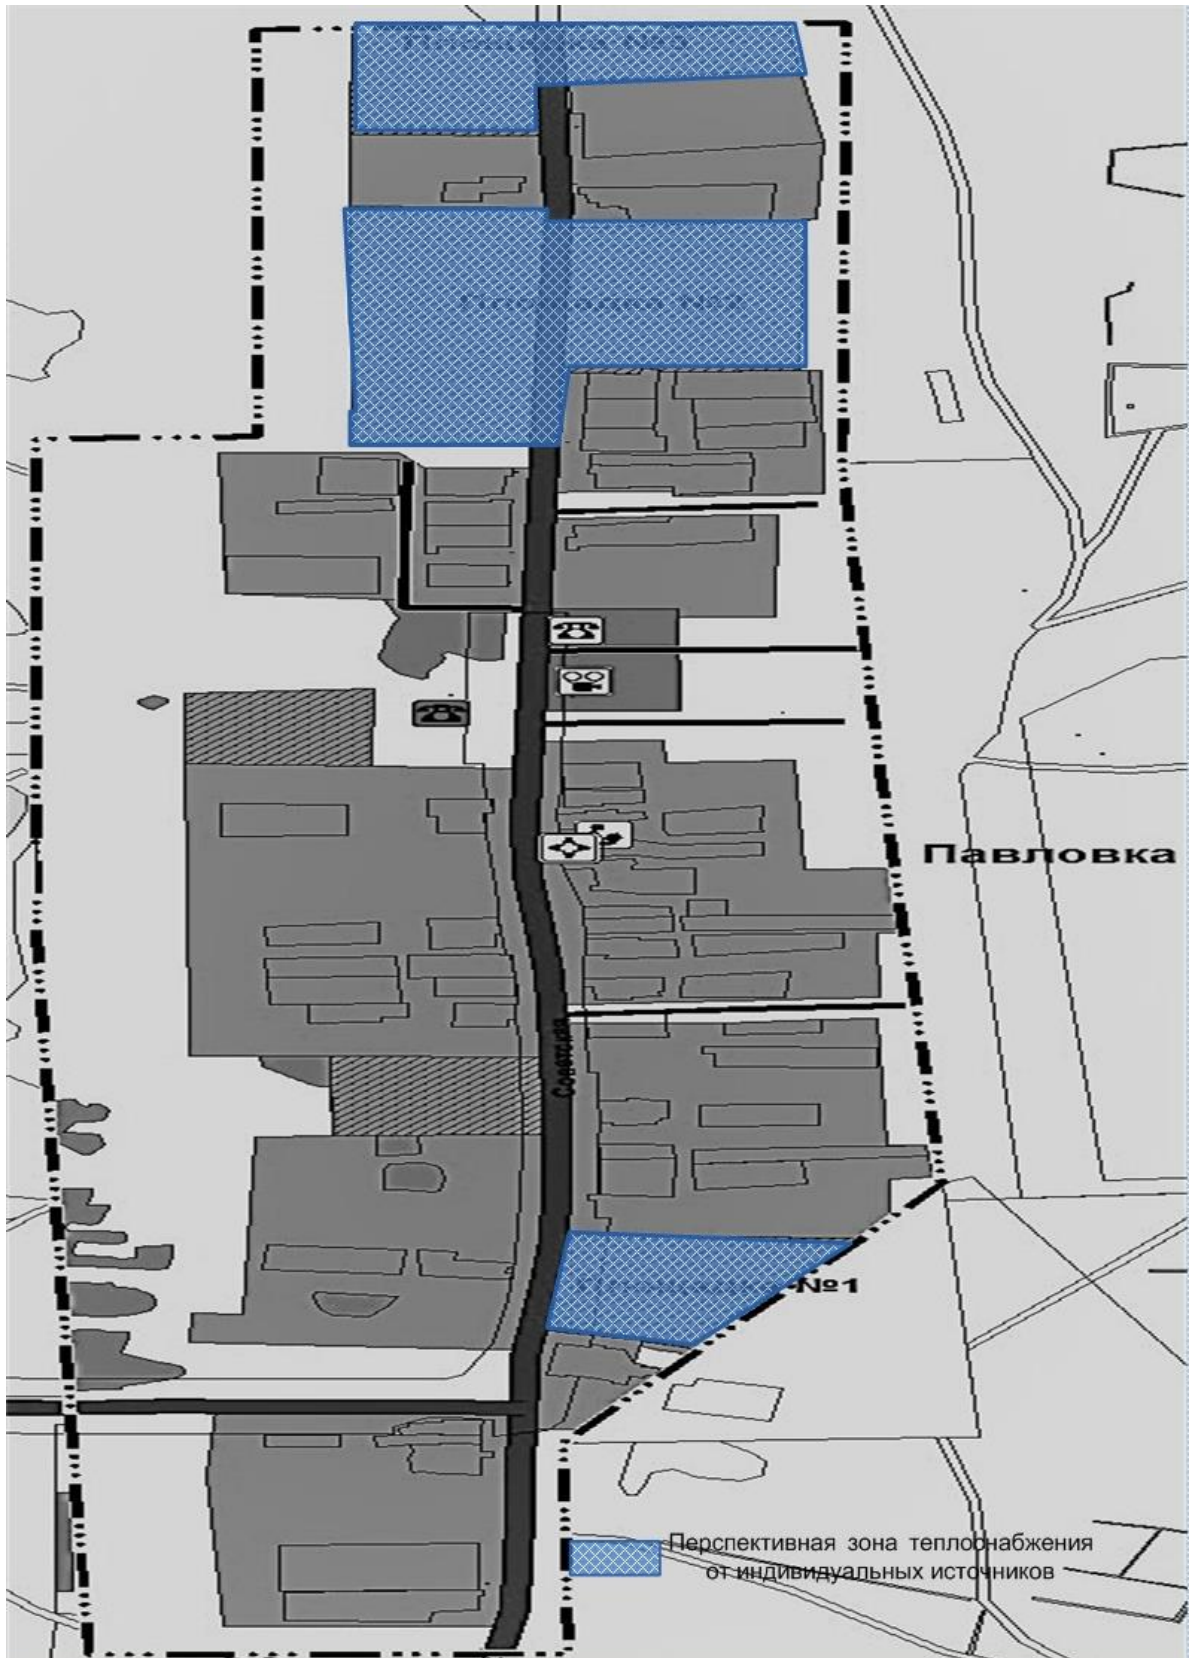 Павловка
Советская
№1
Перспективная зона теплоснабжения
от индивидуальных источников